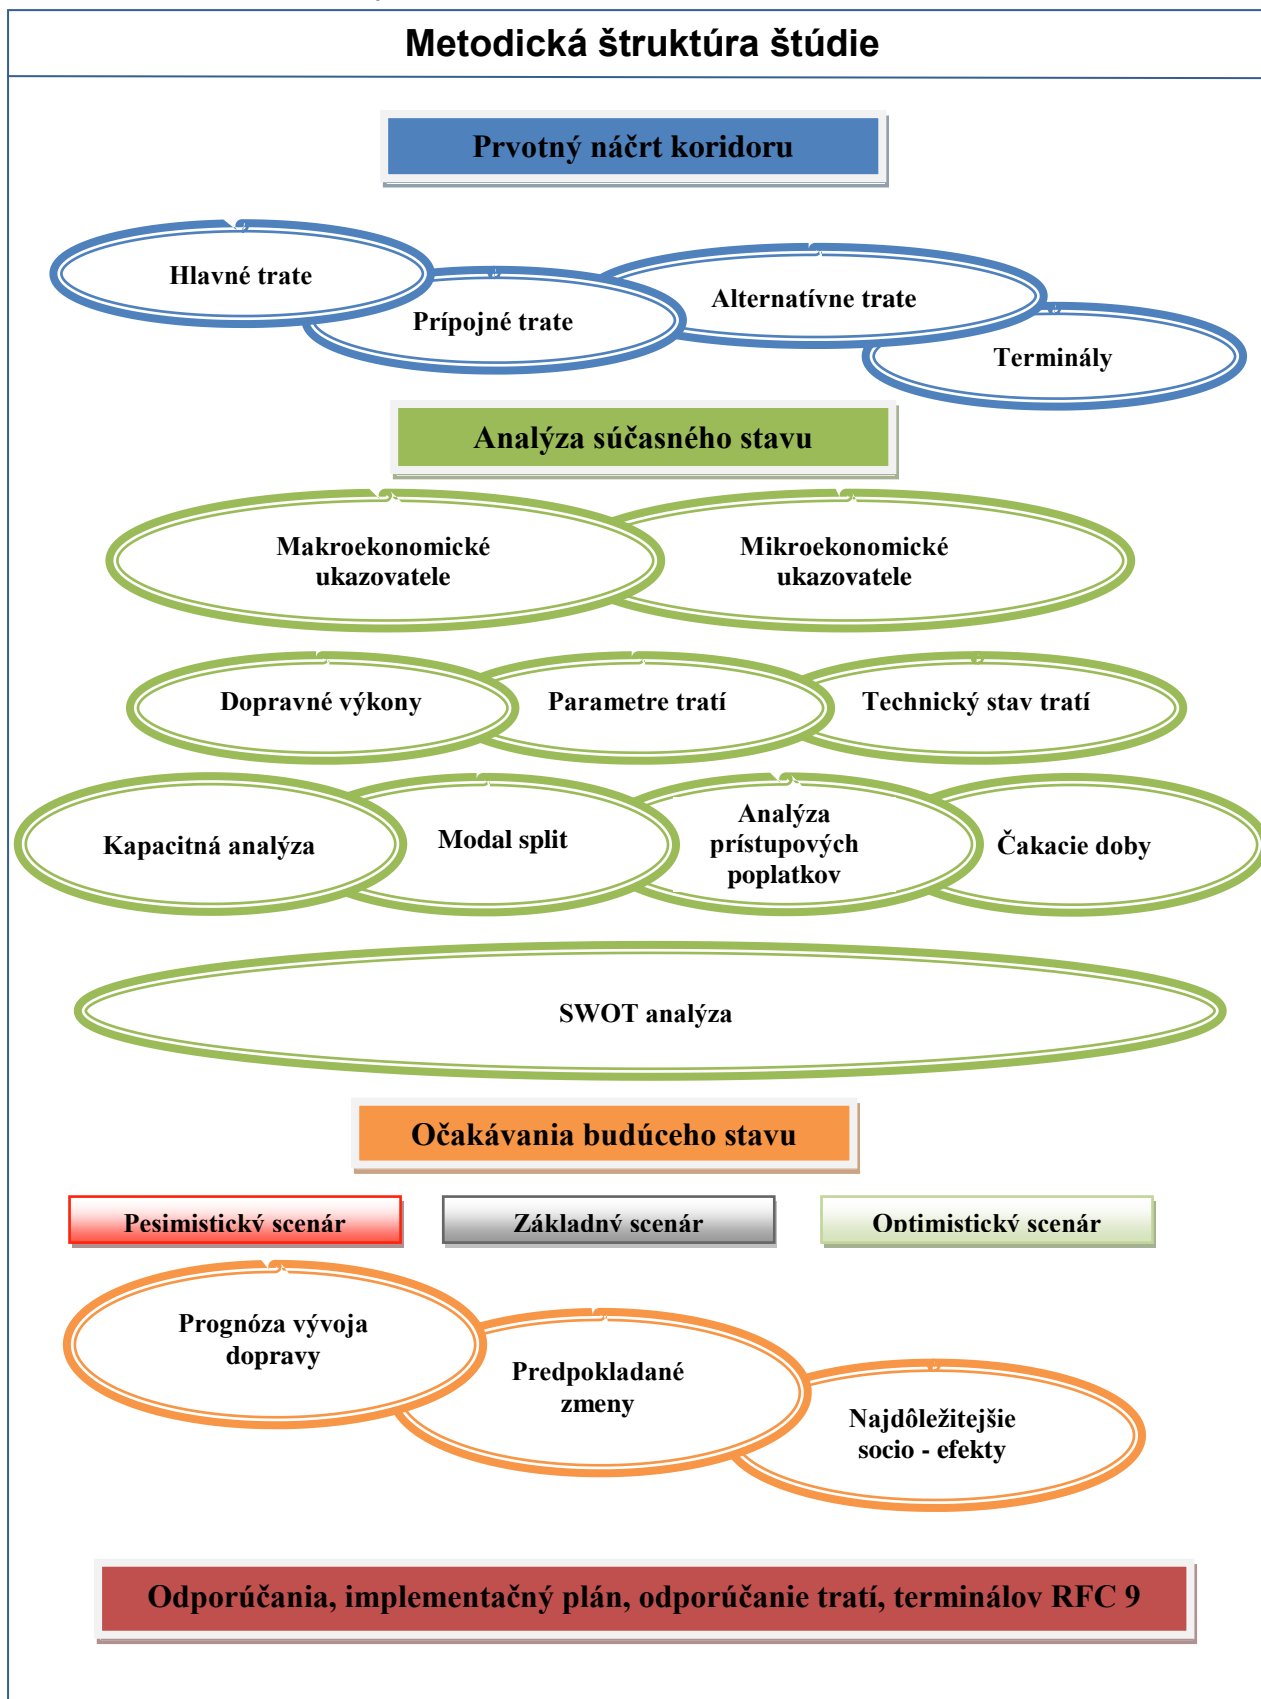 Metodická štruktúra štúdie
Prvotný náčrt koridoru
Hlavné trate
Prípojné trate
Alternatívne trate
Terminály
Analýza súčasného stavu
Makroekonomické
ukazovatele
Mikroekonomické
ukazovatele
Dopravné výkony
Parametre tratí
Technický stav tratí
Kapacitná analýza
Modal split
Analýza
prístupových
poplatkov
Čakacie doby
SWOT analýza
Očakávania budúceho stavu
Pesimistický scenár
Základný scenár
Optimistický scenár
Prognóza vývoja
dopravy
Predpokladané
zmeny
Najdôležitejšie
socio - efekty
Odporúčania, implementačný plán, odporúčanie tratí, terminálov RFC 9